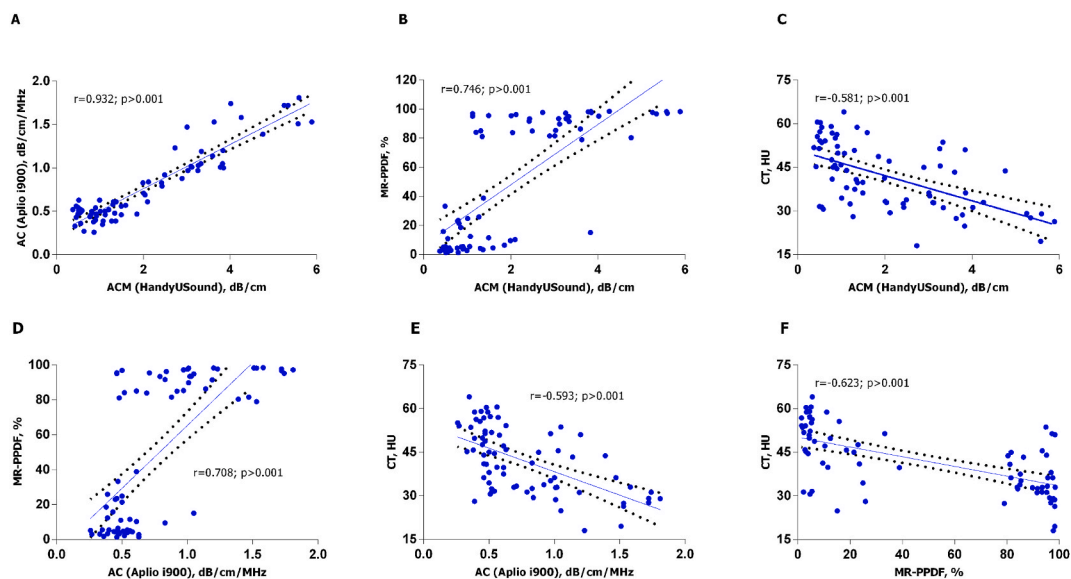 A
B
C
2.0
1.5
1.0
0.5
0.0
AC (Aplio i900), dB/cm/MHz
r=0.932; p>0.001
0 2 4 6
ACM (HandyUSound), dB/cm
120
100
80
60
40
20
0
MR-PPDF, %
r=0.746; p>0.001
0 2 4 6
ACM (HandyUSound), dB/cm
75
60
45
30
15
CT, HU
r=-0.581; p>0.001
0 2 4 6
ACM (HandyUSound), dB/cm
D
E
F
100
80
60
40
20
0
MR-PPDF, %
r=0.708; p>0.001
0.0 0.5 1.0 1.5 2.0
AC (Aplio i900), dB/cm/MHz
75
60
45
30
15
CT, HU
r=-0.593; p>0.001
0.0 0.5 1.0 1.5 2.0
AC (Aplio i900), dB/cm/MHz
75
60
45
30
15
CT, HU
r=-0.623; p>0.001
0 20 40 60 80 100
MR-PPDF, %